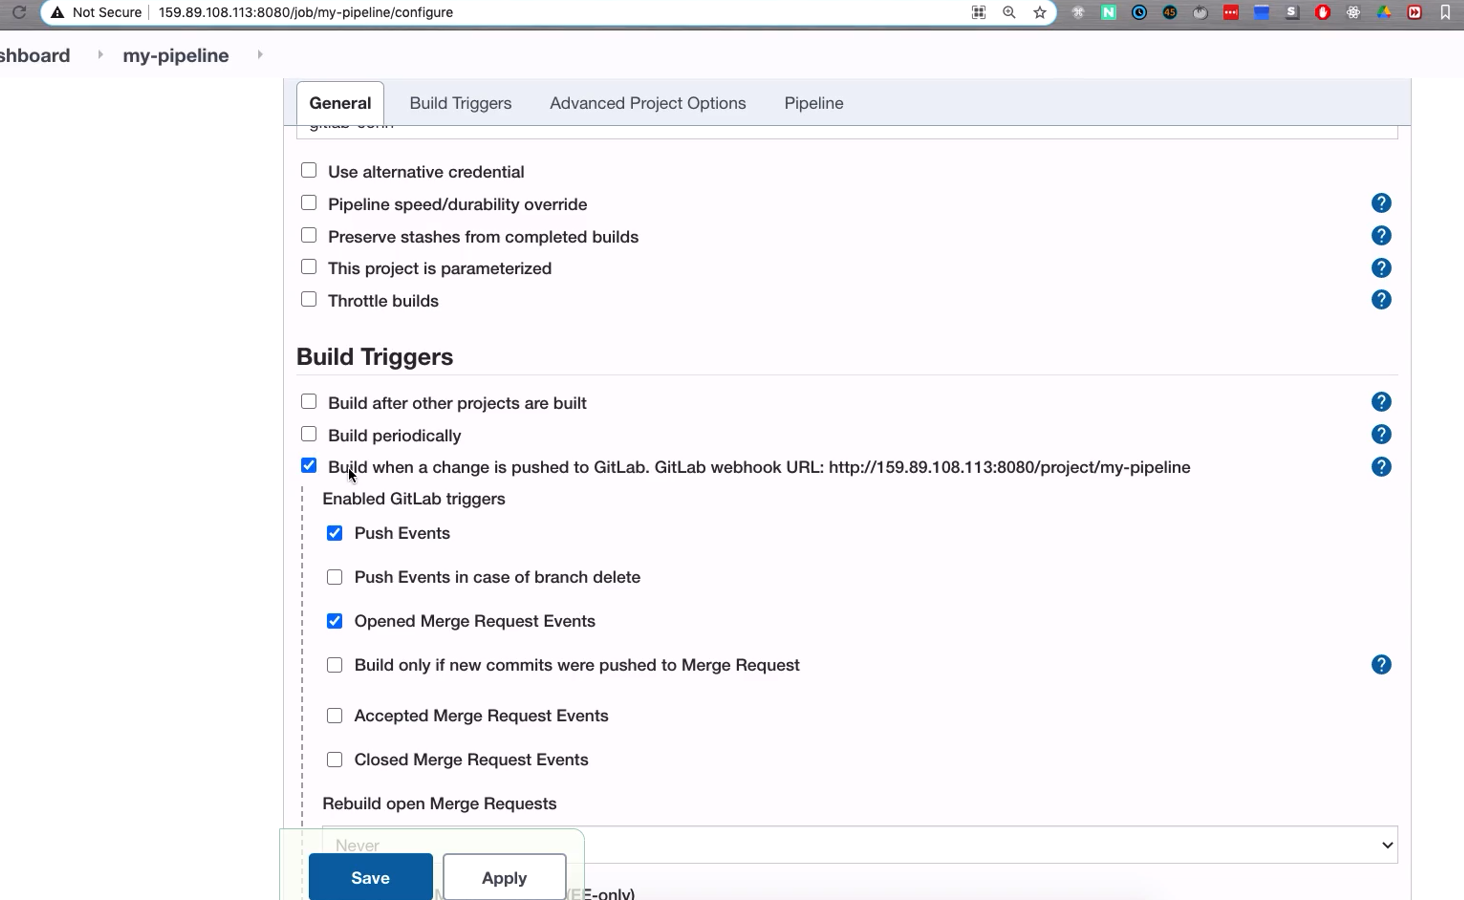 Not Secure 159.89.108.113:8080/job/my-pipeline/configure
shboard my-pipeline
General Build Triggers Advanced Project Options Pipeline
Use alternative credential
Pipeline speed/durability override ?
Preserve stashes from completed builds ?
This project is parameterized ?
Throttle builds ?
Build Triggers
Build after other projects are built ?
Build periodically ?
Build when a change is pushed to GitLab. GitLab webhook URL: http://159.89.108.113:8080/project/my-pipeline ?
Enabled GitLab triggers
Push Events
Push Events in case of branch delete
Opened Merge Request Events
Build only if new commits were pushed to Merge Request ?
Accepted Merge Request Events
Closed Merge Request Events
Rebuild open Merge Requests
Never
Save Apply
(EE-only)